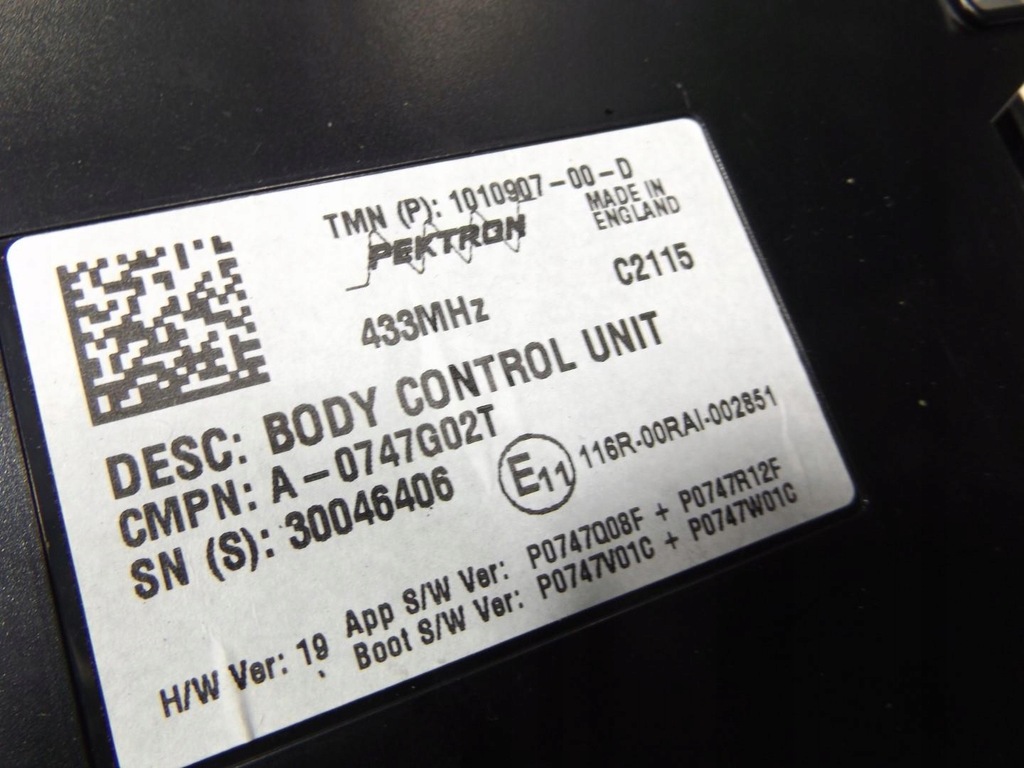 TMN (P): 1010907-00-D
PEKTRON
MADE IN
ENGLAND
433MHz
C2115
DESC: BODY CONTROL UNIT
CMPN: A-0747G02T
SN (S): 30046406
E11 116R-00RAI-002851
H/W Ver: 19
App S/W Ver: P0747Q08F + P0747R12F
Boot S/W Ver: P0747V01C + P0747W01C